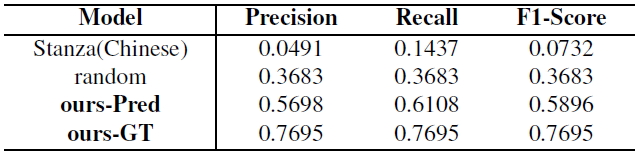 Model Precision Recall F1-Score
Stanza(Chinese) 0.0491 0.1437 0.0732
random 0.3683 0.3683 0.3683
ours-Pred 0.5698 0.6108 0.5896
ours-GT 0.7695 0.7695 0.7695